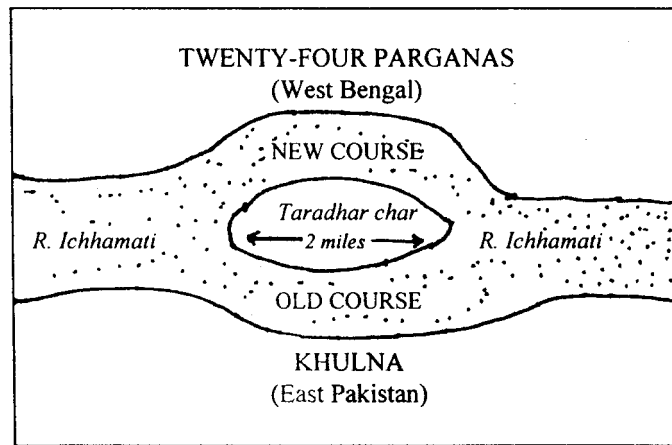 TWENTY-FOUR PARGANAS
(West Bengal)
NEW COURSE
Taradhar char
R. Ichhamati
2 miles
R. Ichhamati
OLD COURSE
KHULNA
(East Pakistan)